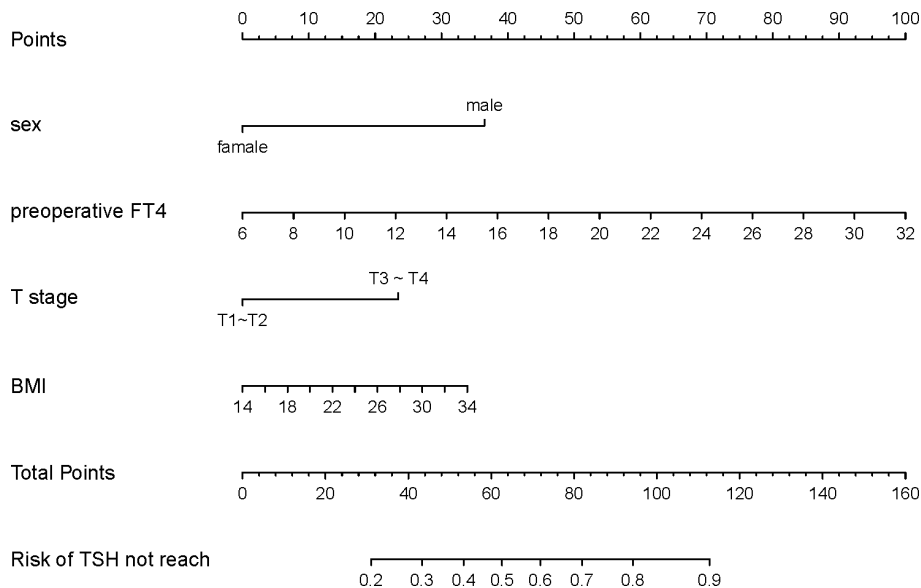 0 10 20 30 40 50 60 70 80 90 100
Points
male
sex
famale
preoperative FT4
6 8 10 12 14 16 18 20 22 24 26 28 30 32
T3 ~ T4
T stage
T1~T2
BMI
14 18 22 26 30 34
Total Points
0 20 40 60 80 100 120 140 160
Risk of TSH not reach
0.2 0.3 0.4 0.5 0.6 0.7 0.8 0.9